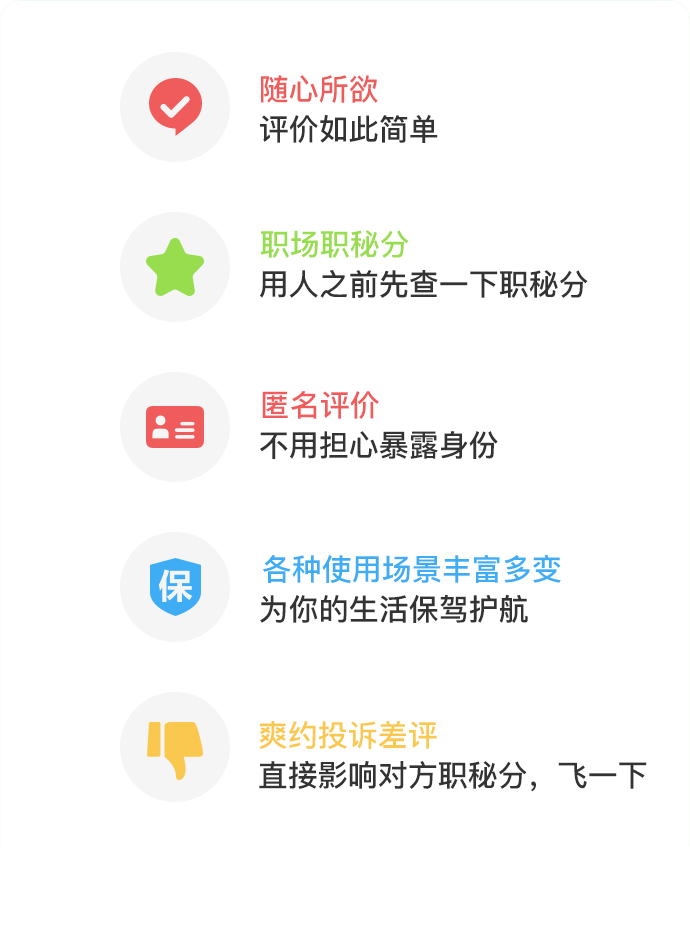 随心所欲
评价如此简单
职场职秘分
用人之前先查一下职秘分
匿名评价
不用担心暴露身份
各种使用场景丰富多变
保
为你的生活保驾护航
爽约投诉差评
直接影响对方职秘分，飞一下